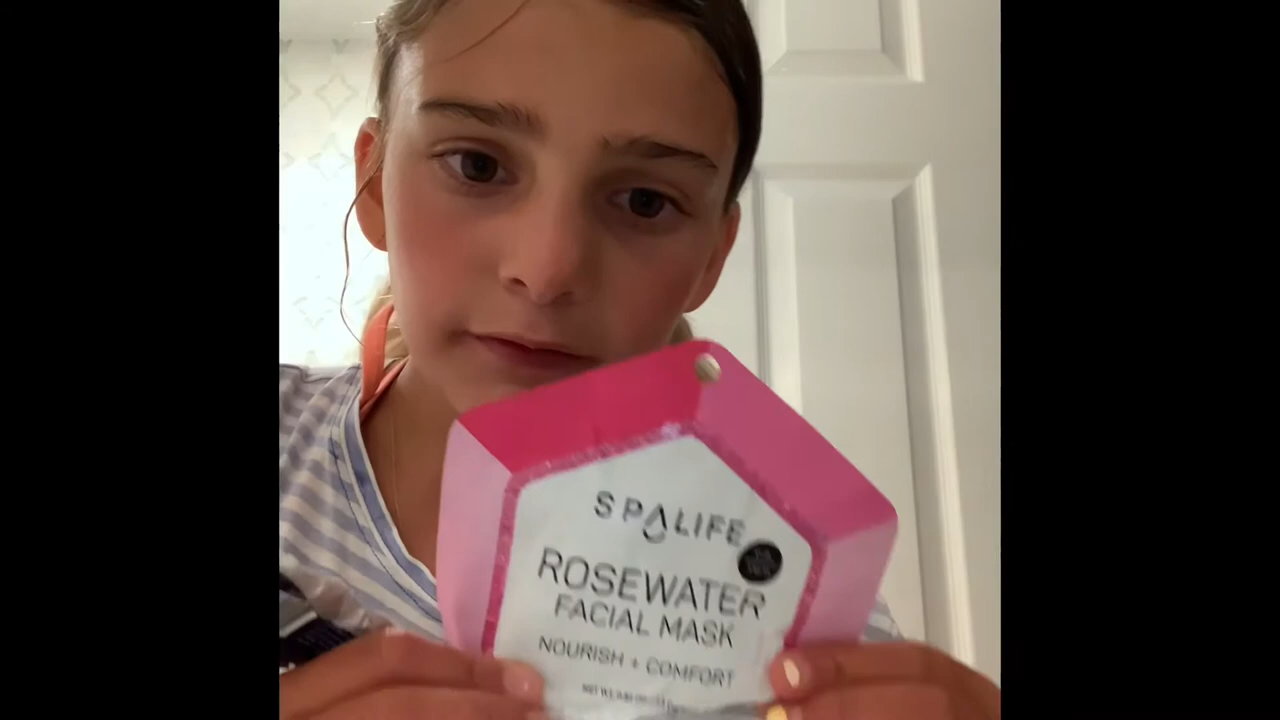 SPALIFE
ROSEWATER
FACIAL MASK
NOURISH + COMFORT